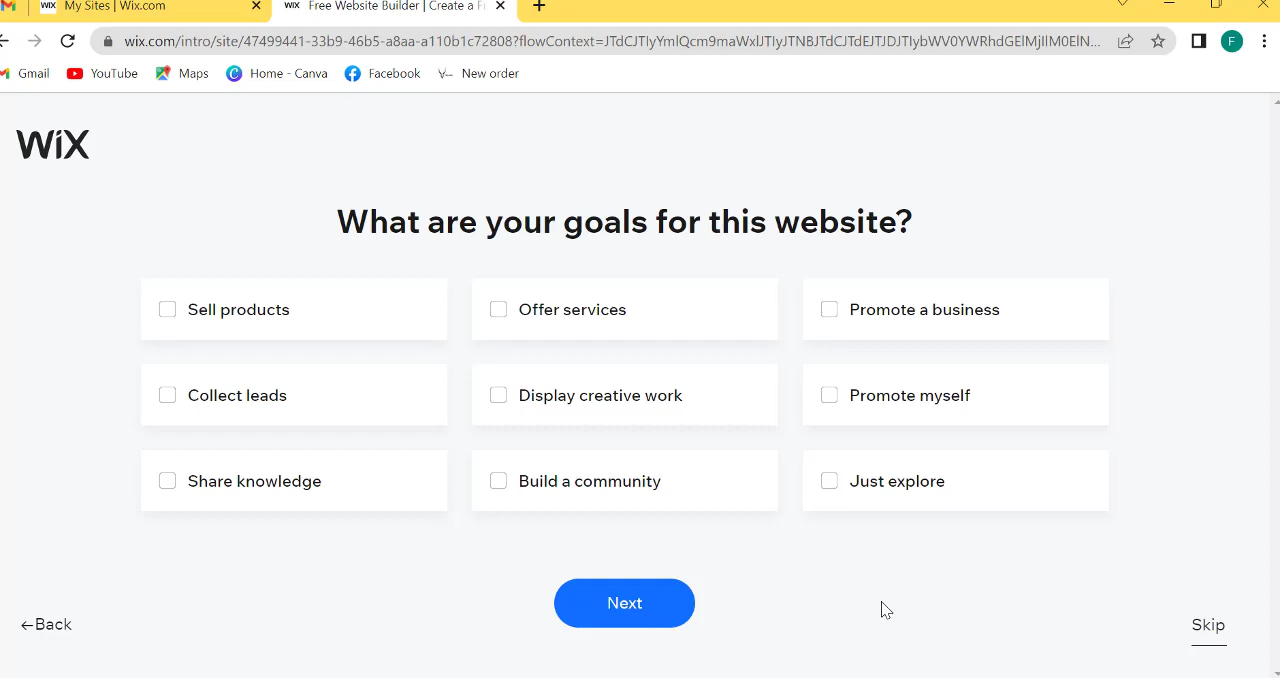 WiX My Sites | Wix.com
WiX Free Website Builder | Create a Fr
wix.com/intro/site/47499441-33b9-46b5-a8aa-a110b1c72808?flowContext=JTdCJTIyYmlQcm9maWxlJTIyJTNBJTdCJTdEJTJDJTIybWV0YWRhdGElMjIlM0ElN...
F
Gmail YouTube Maps Home - Canva Facebook New order
WiX
What are your goals for this website?
Sell products Offer services Promote a business
Collect leads Display creative work Promote myself
Share knowledge Build a community Just explore
Next
←Back Skip